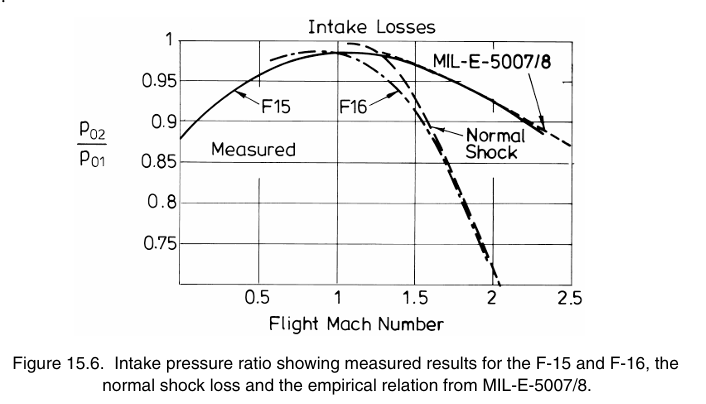 Intake Losses
1
MIL-E-5007/8
0.95
F15
F16
0.9
P02
P01
Normal
Shock
Measured
0.85
0.8
0.75
0.5 1 1.5 2 2.5
Flight Mach Number
Figure 15.6. Intake pressure ratio showing measured results for the F-15 and F-16, the
normal shock loss and the empirical relation from MIL-E-5007/8.